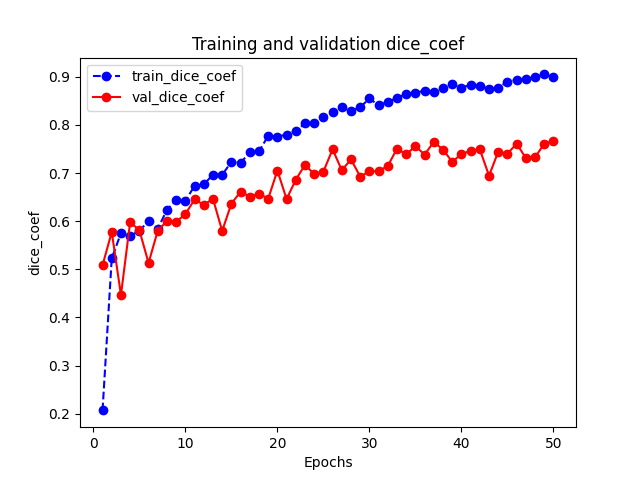 Training and validation dice_coef
train_dice_coef
val_dice_coef
dice_coef
0.9
0.8
0.7
0.6
0.5
0.4
0.3
0.2
0 10 20 30 40 50
Epochs